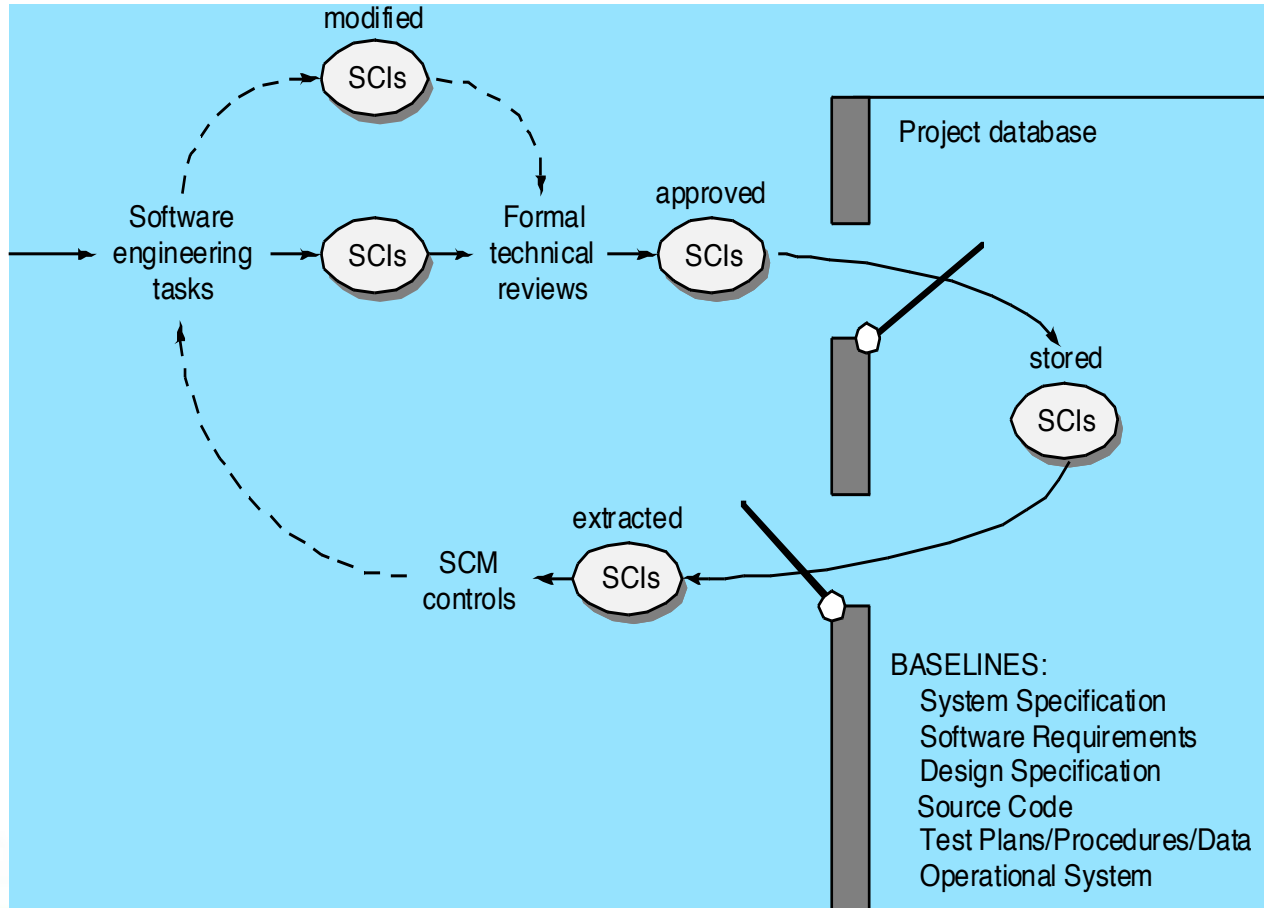 modified
SCIs
Project database
Software
engineering
tasks
SCIs
Formal
technical
reviews
approved
SCIs
stored
SCIs
extracted
SCIs
SCM
controls
BASELINES:
System Specification
Software Requirements
Design Specification
Source Code
Test Plans/Procedures/Data
Operational System